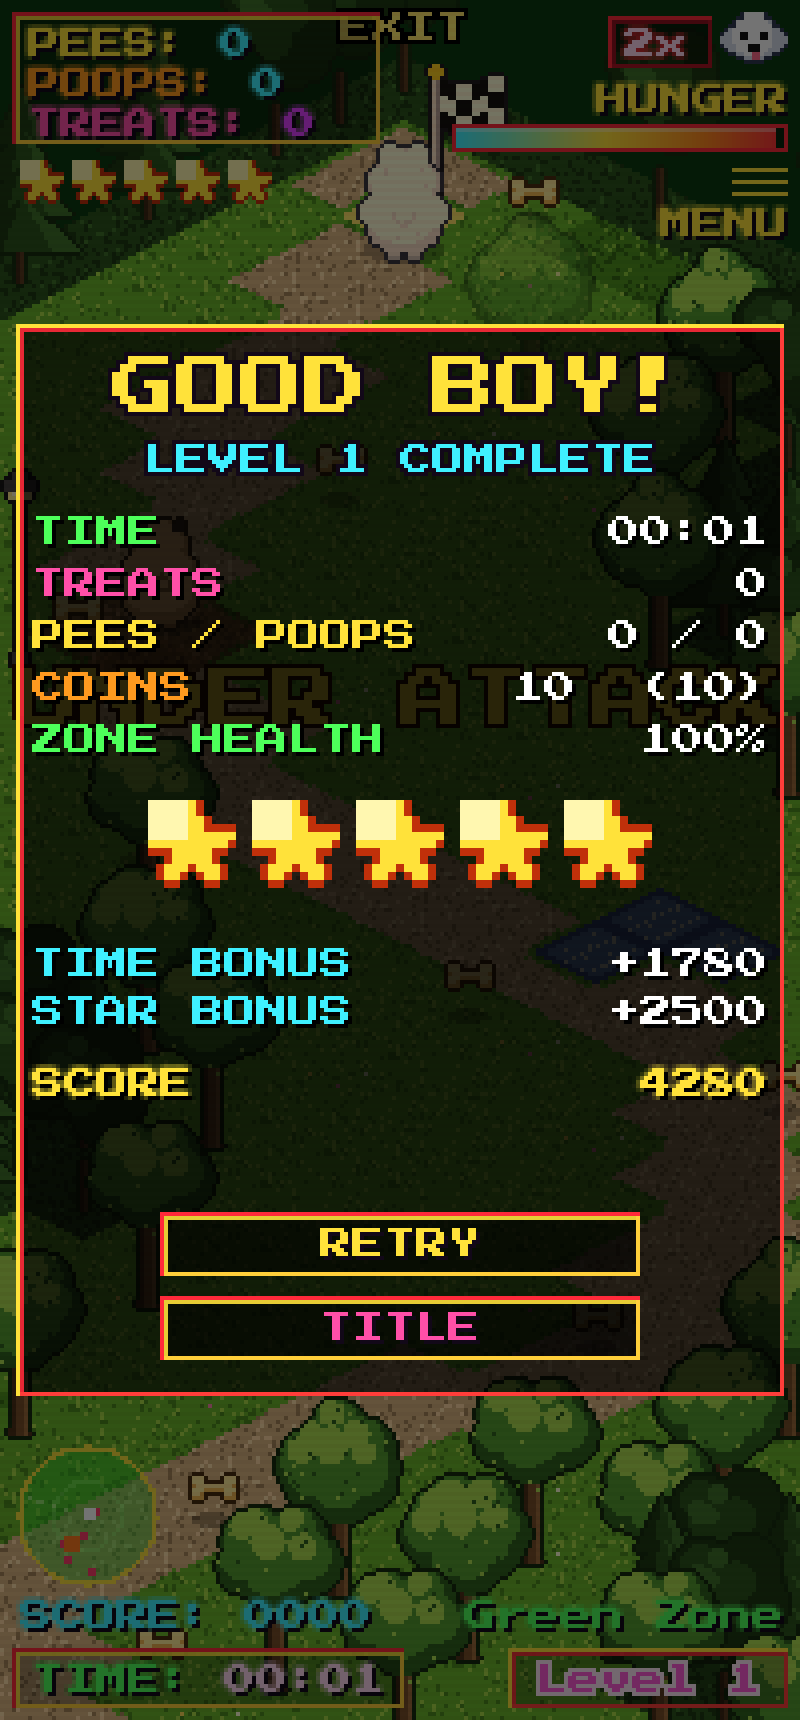 EXIT
PEES: 0
2x
POOPS: 0
HUNGER
TREATS: 0
MENU
GOOD BOY!
LEVEL 1 COMPLETE
TIME 00:01
TREATS 0
PEES / POOPS 0 / 0
UNDER ATTACK
COINS 10 (10)
ZONE HEALTH 100%
TIME BONUS +1780
STAR BONUS +2500
SCORE 4280
RETRY
TITLE
SCORE: 0000
Green Zone
TIME: 00:01
Level 1